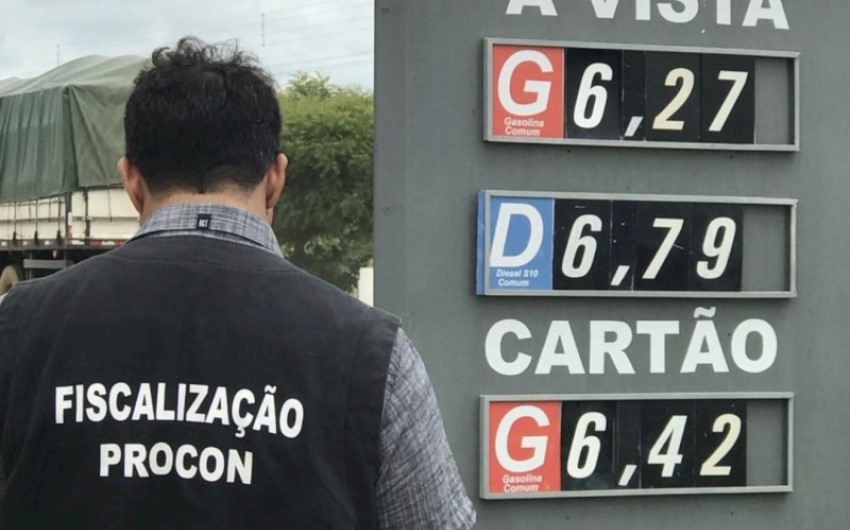 FISCALIZAÇÃO
PROCON
À VISTA
G 6,27
Gasolina
Comum
D 6,79
Diesel S10
Comum
CARTÃO
G 6,42
Gasolina
Comum